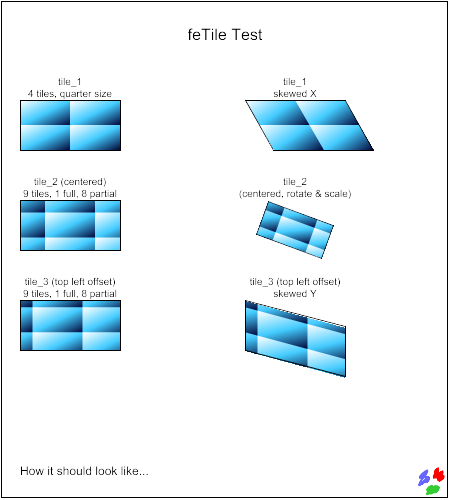 feTile Test
tile_1
4 tiles, quarter size
tile_1
skewed X
tile_2 (centered)
9 tiles, 1 full, 8 partial
tile_2
(centered, rotate & scale)
tile_3 (top left offset)
9 tiles, 1 full, 8 partial
tile_3 (top left offset)
skewed Y
How it should look like...